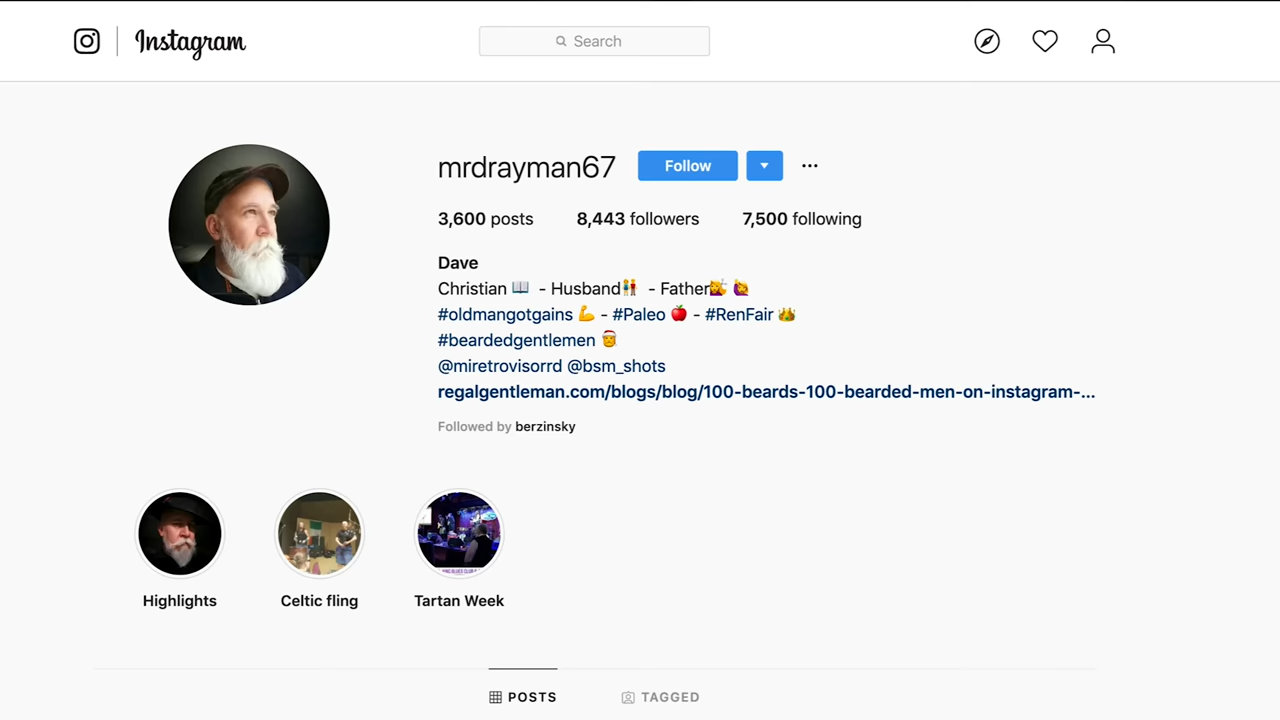 Instagram
Search
mrdrayman67 Follow
3,600 posts 8,443 followers 7,500 following
Dave
Christian 📖 - Husband👬 - Father💇 🙋
#oldmangotgains 💪 - #Paleo 🍎 - #RenFair 👑
#beardedgentlemen 🎅
@miretrovisorrd @bsm_shots
regalgentleman.com/blogs/blog/100-beards-100-bearded-men-on-instagram-...
Followed by berzinsky
Highlights Celtic fling Tartan Week
POSTS TAGGED